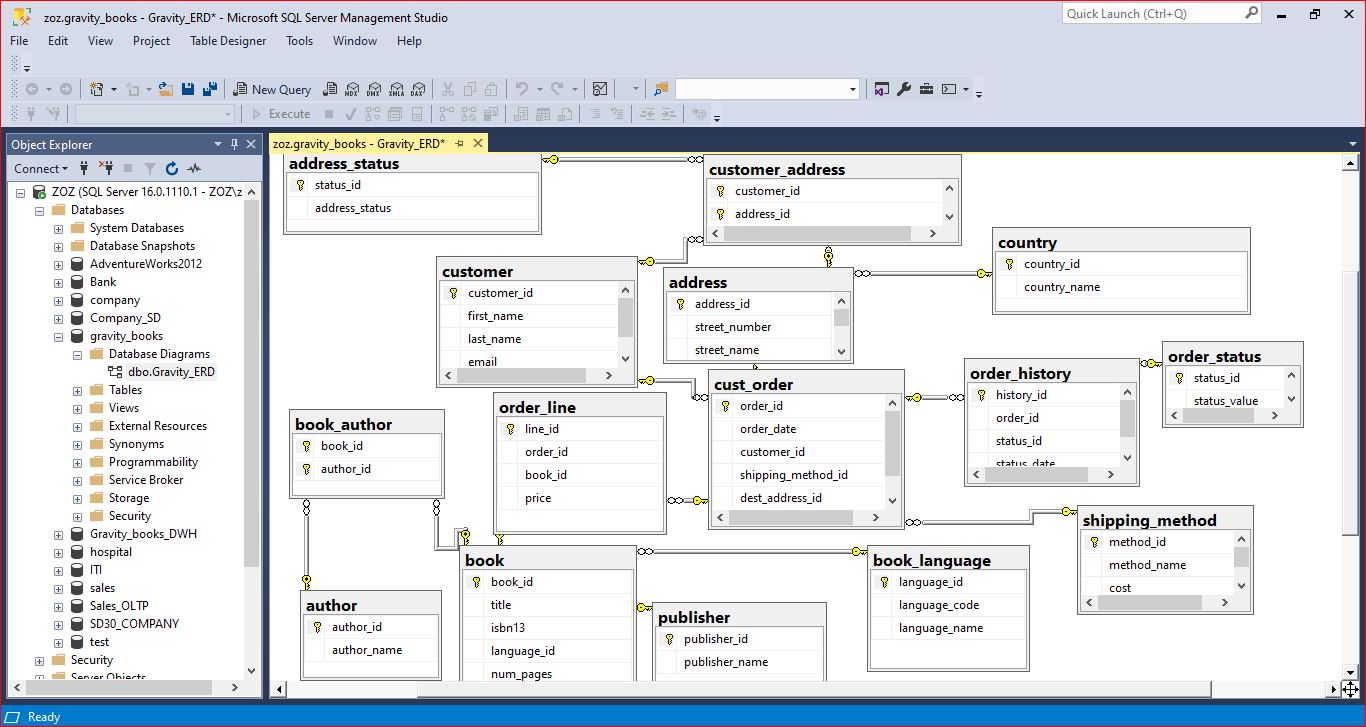 zoz.gravity_books - Gravity_ERD* - Microsoft SQL Server Management Studio
Quick Launch (Ctrl+Q)
File Edit View Project Table Designer Tools Window Help
New Query MDX DMX XMLA DAX
Execute
Object Explorer
Connect
ZOZ (SQL Server 16.0.1110.1 - ZOZ\z
Databases
System Databases
Database Snapshots
AdventureWorks2012
Bank
company
Company_SD
gravity_books
Database Diagrams
dbo.Gravity_ERD
Tables
Views
External Resources
Synonyms
Programmability
Service Broker
Storage
Security
Gravity_books_DWH
hospital
ITI
sales
Sales_OLTP
SD30_COMPANY
test
Security
Server Objects
zoz.gravity_books - Gravity_ERD*
address_status
status_id
address_status
customer_address
customer_id
address_id
country
country_id
country_name
customer
customer_id
first_name
last_name
email
address
address_id
street_number
street_name
order_status
status_id
status_value
order_history
history_id
order_id
status_id
status_date
cust_order
order_id
order_date
customer_id
shipping_method_id
dest_address_id
order_line
line_id
order_id
book_id
price
book_author
book_id
author_id
shipping_method
method_id
method_name
cost
book
book_id
title
isbn13
language_id
num_pages
book_language
language_id
language_code
language_name
author
author_id
author_name
publisher
publisher_id
publisher_name
Ready